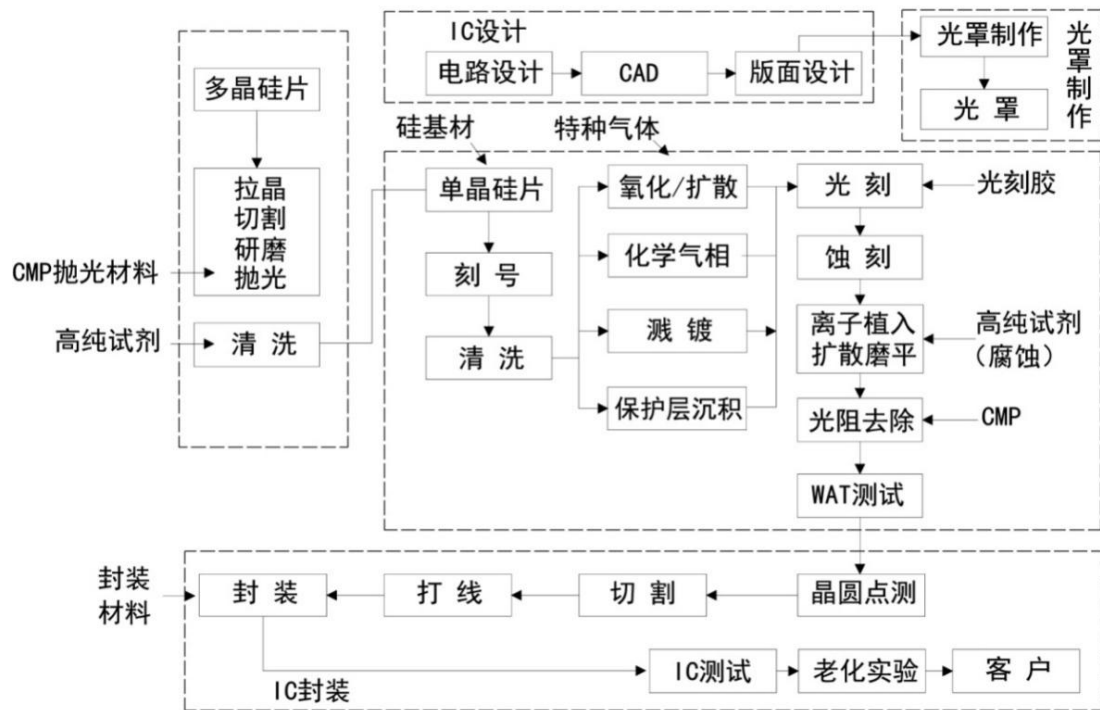 IC设计
电路设计
CAD
版面设计
光罩制作
光 罩
光罩制作
多晶硅片
拉晶
切割
研磨
抛光
清 洗
CMP抛光材料
高纯试剂
硅基材
特种气体
单晶硅片
刻 号
清 洗
氧化/扩散
化学气相
溅 镀
保护层沉积
光 刻
蚀 刻
离子植入
扩散磨平
光阻去除
WAT测试
光刻胶
高纯试剂
（腐蚀）
CMP
封装
材料
封 装
打 线
切 割
晶圆点测
IC封装
IC测试
老化实验
客 户